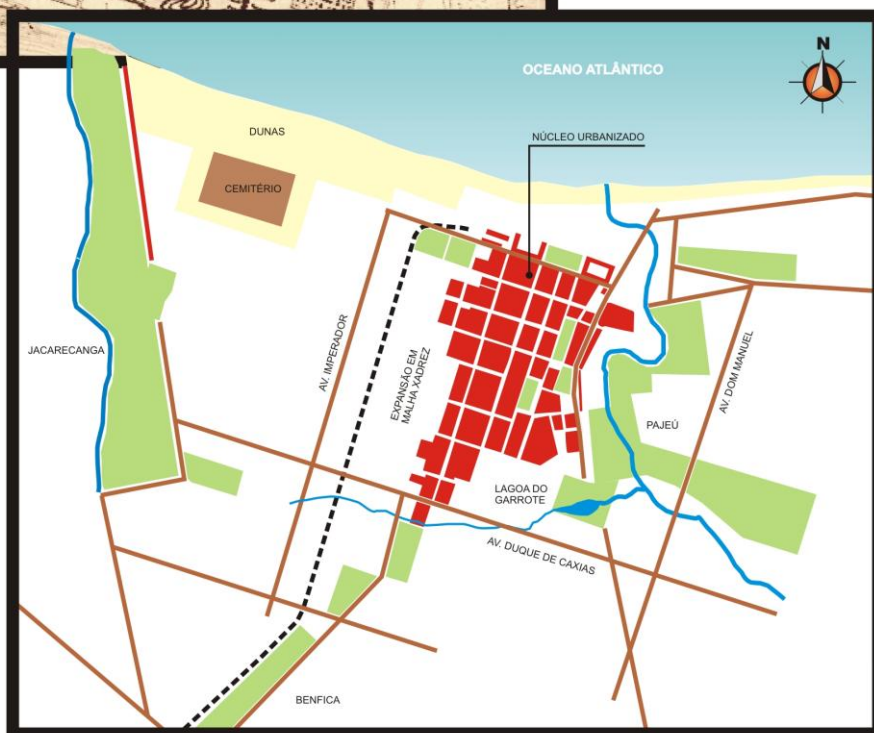 OCEANO ATLÂNTICO
N
DUNAS
NÚCLEO URBANIZADO
CEMITÉRIO
JACARECANGA
AV. IMPERADOR
EXPANSÃO EM
MALHA XADREZ
AV. DOM MANUEL
PAJEÚ
LAGOA DO
GARROTE
AV. DUQUE DE CAXIAS
BENFICA